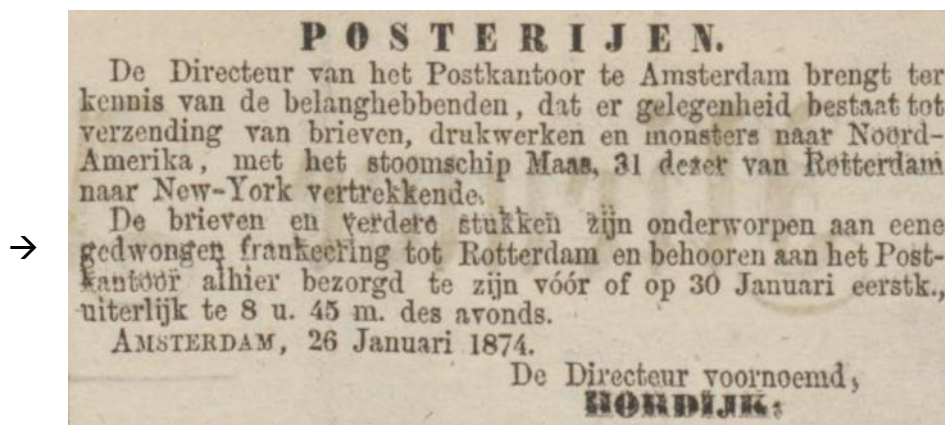 POSTERIJEN.
De Directeur van het Postkantoor te Amsterdam brengt ter
kennis van de belanghebbenden, dat er gelegenheid bestaat tot
verzending van brieven, drukwerken en monsters naar Noord-
Amerika, met het stoomschip Maas, 31 dezer van Rotterdam
naar New-York vertrekkende.
De brieven en verdere stukken zijn onderworpen aan eene
→ gedwongen frankeering tot Rotterdam en behooren aan het Post-
kantoor alhier bezorgd te zijn vóór of op 30 Januari eerstk.,
uiterlijk te 8 u. 45 m. des avonds.
AMSTERDAM, 26 Januari 1874.
De Directeur voornoemd,
HORDIJK.